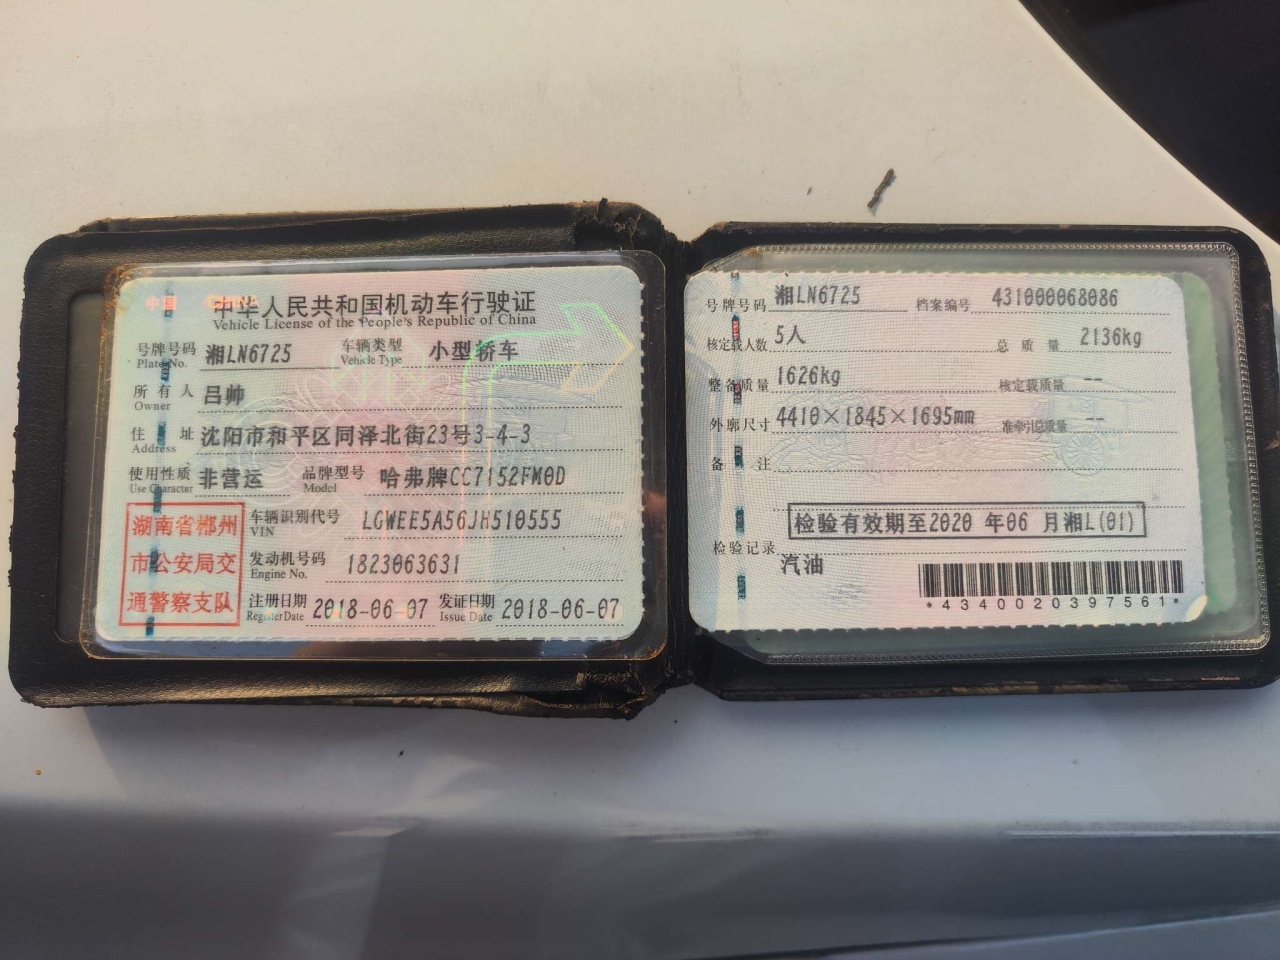 中华人民共和国机动车行驶证
Vehicle License of the People's Republic of China
号牌号码 湘LN6725 车辆类型 小型轿车
Plate No. Vehicle Type
所有人 吕帅
Owner
住址 沈阳市和平区同泽北街23号3-4-3
Address
使用性质 非营运 品牌型号 哈弗牌CC7152FM0D
Use Character Model
湖南省郴州
市公安局交
通警察支队
车辆识别代号 LGWEE5A56JH510555
VIN
发动机号码 1823063631
Engine No.
注册日期 2018-06-07 发证日期 2018-06-07
Register Date Issue Date
号牌号码 湘LN6725 档案编号 431000068086
核定载人数 5人 总质量 2136kg
整备质量 1626kg 核定载质量 --
外廓尺寸 4410×1845×1695mm 准牵引总质量 --
备注
检验有效期至2020 年06 月湘L(01)
检验记录
汽油
*4340020397561*